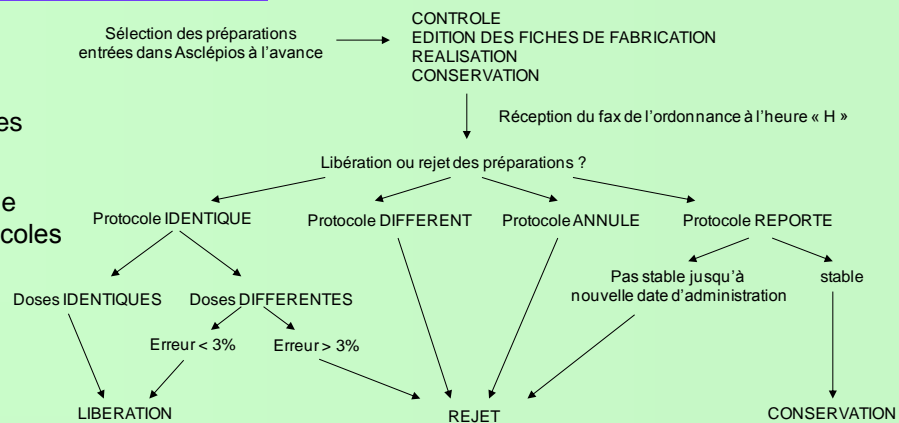 CONTROLE
EDITION DES FICHES DE FABRICATION
REALISATION
CONSERVATION
Sélection des préparations
entrées dans Asclépios à l'avance
es
Réception du fax de l'ordonnance à l'heure « H »
Libération ou rejet des préparations ?
e
coles
Protocole IDENTIQUE
Protocole DIFFERENT
Protocole ANNULE
Protocole REPORTE
Pas stable jusqu'à
nouvelle date d'administration
stable
Doses IDENTIQUES
Doses DIFFERENTES
Erreur < 3%
Erreur > 3%
LIBERATION
REJET
CONSERVATION